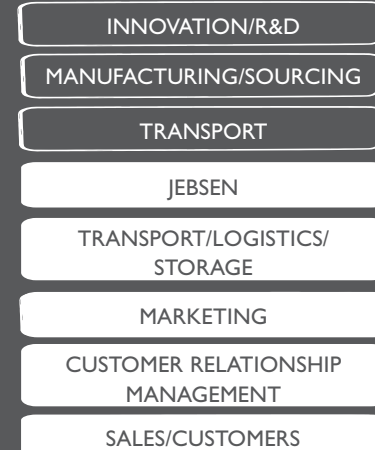 INNOVATION/R&D
MANUFACTURING/SOURCING
TRANSPORT
JEBSEN
TRANSPORT/LOGISTICS/
STORAGE
MARKETING
CUSTOMER RELATIONSHIP
MANAGEMENT
SALES/CUSTOMERS